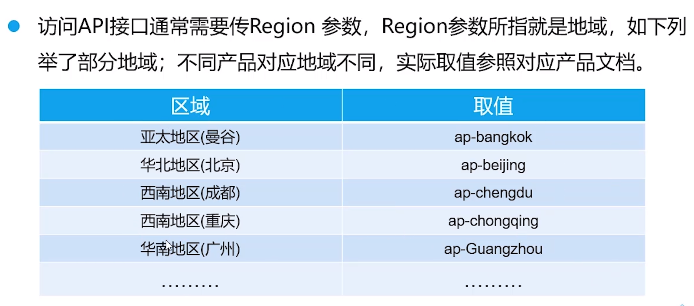 访问API接口通常需要传Region 参数，Region参数所指就是地域，如下列
举了部分地域；不同产品对应地域不同，实际取值参照对应产品文档。
区域 取值
亚太地区(曼谷) ap-bangkok
华北地区(北京) ap-beijing
西南地区(成都) ap-chengdu
西南地区(重庆) ap-chongqing
华南地区(广州) ap-Guangzhou
……… ………